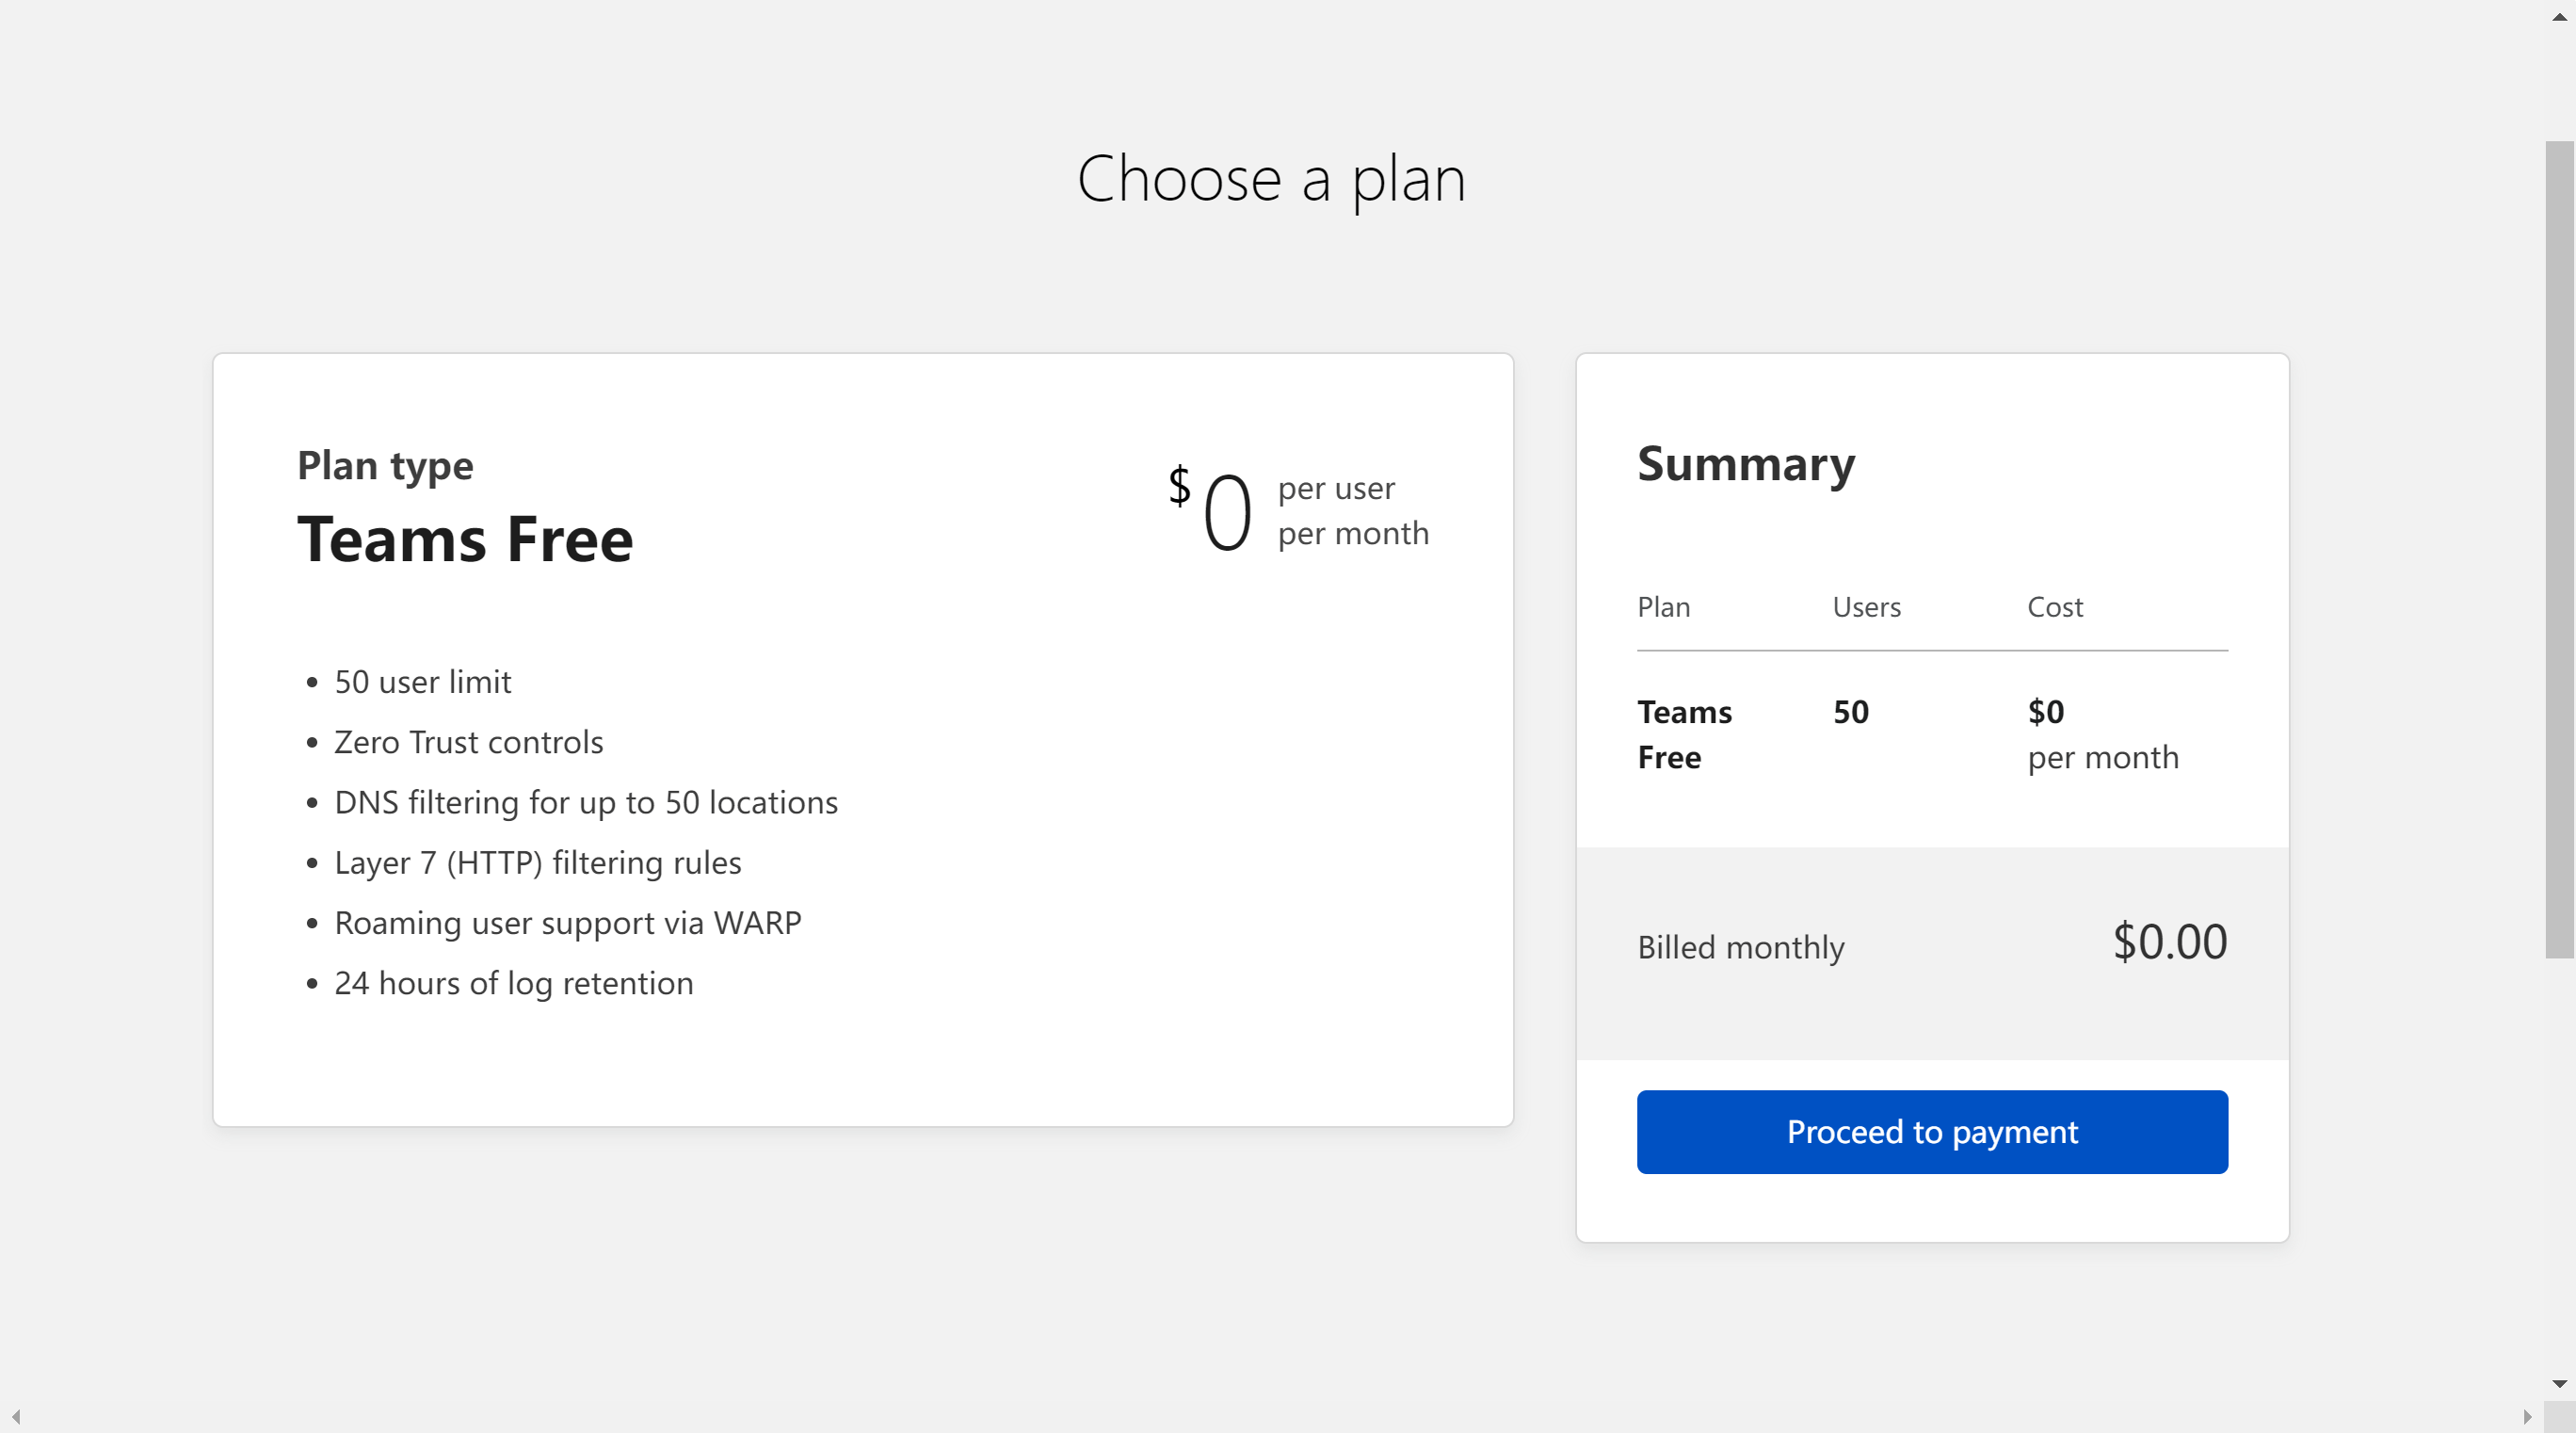 Choose a plan
Plan type
Teams Free
$0 per user
per month
• 50 user limit
• Zero Trust controls
• DNS filtering for up to 50 locations
• Layer 7 (HTTP) filtering rules
• Roaming user support via WARP
• 24 hours of log retention
Summary
Plan Users Cost
Teams 50 $0
Free per month
Billed monthly $0.00
Proceed to payment